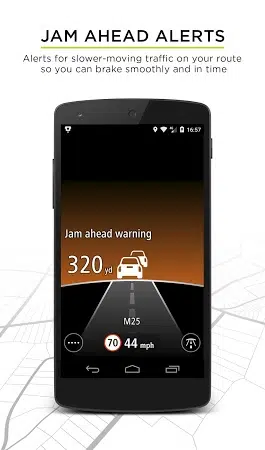 JAM AHEAD ALERTS
Alerts for slower-moving traffic on your route
so you can brake smoothly and in time
16:57
Jam ahead warning
320 yd
M25
70 44 mph